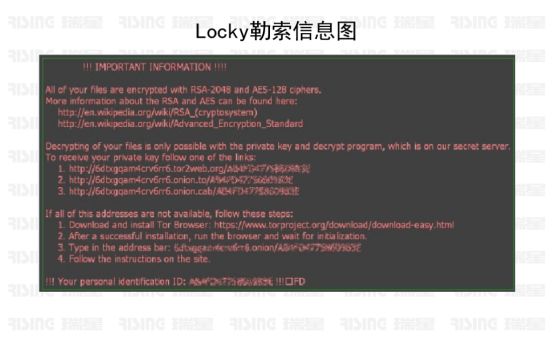 Locky勒索信息图
!!! IMPORTANT INFORMATION !!!!
All of your files are encrypted with RSA-2048 and AES-128 ciphers.
More information about the RSA and AES can be found here:
http://en.wikipedia.org/wiki/RSA_(cryptosystem)
http://en.wikipedia.org/wiki/Advanced_Encryption_Standard
Decrypting of your files is only possible with the private key and decrypt program, which is on our secret server.
To receive your private key follow one of the links:
1. http://6dtxgqam4crv6rr6.tor2web.org/
2. http://6dtxgqam4crv6rr6.onion.to/
3. http://6dtxgqam4crv6rr6.onion.cab/
If all of this addresses are not available, follow these steps:
1. Download and install Tor Browser: https://www.torproject.org/download/download-easy.html
2. After a successful installation, run the browser and wait for initialization.
3. Type in the address bar:
4. Follow the instructions on the site.
!!! Your personal identification ID: !!!□FD
RISING 瑞星